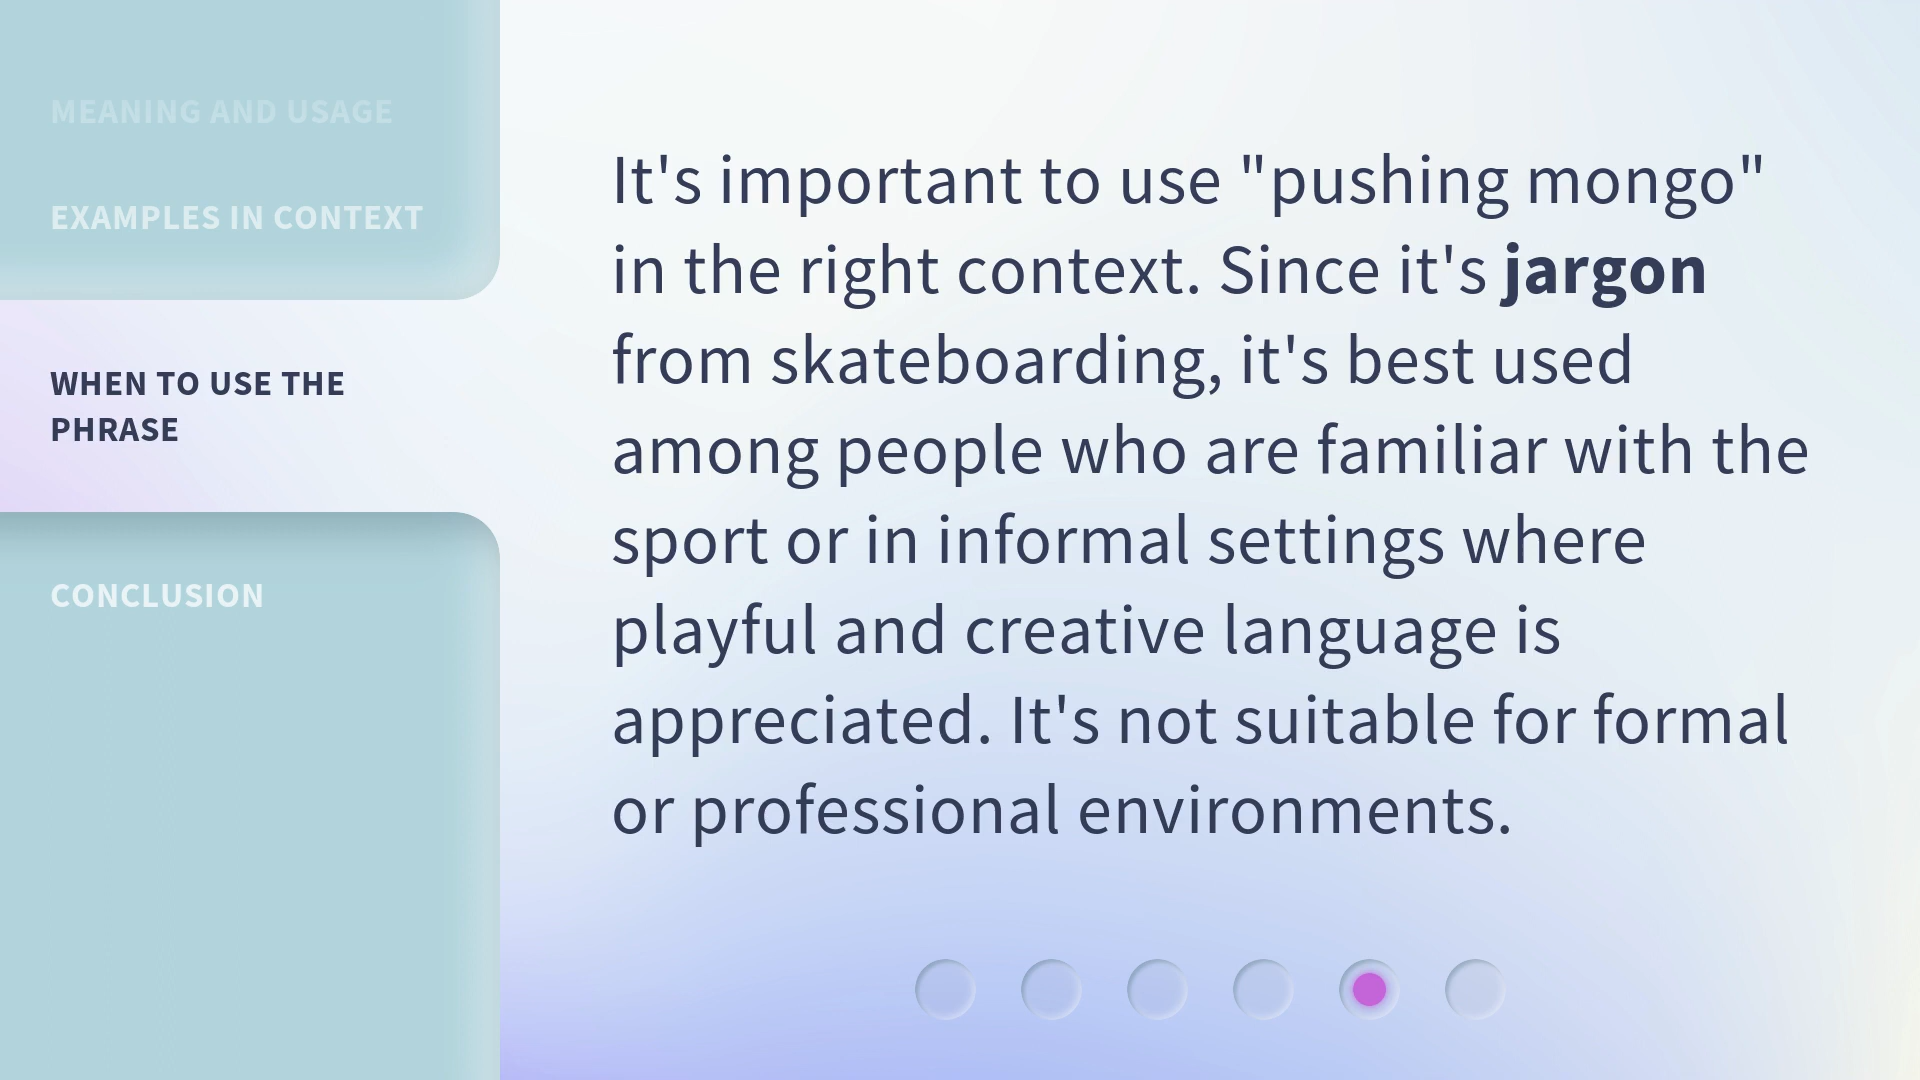 MEANING AND USAGE
EXAMPLES IN CONTEXT
WHEN TO USE THE
PHRASE
CONCLUSION
It's important to use "pushing mongo"
in the right context. Since it's jargon
from skateboarding, it's best used
among people who are familiar with the
sport or in informal settings where
playful and creative language is
appreciated. It's not suitable for formal
or professional environments.